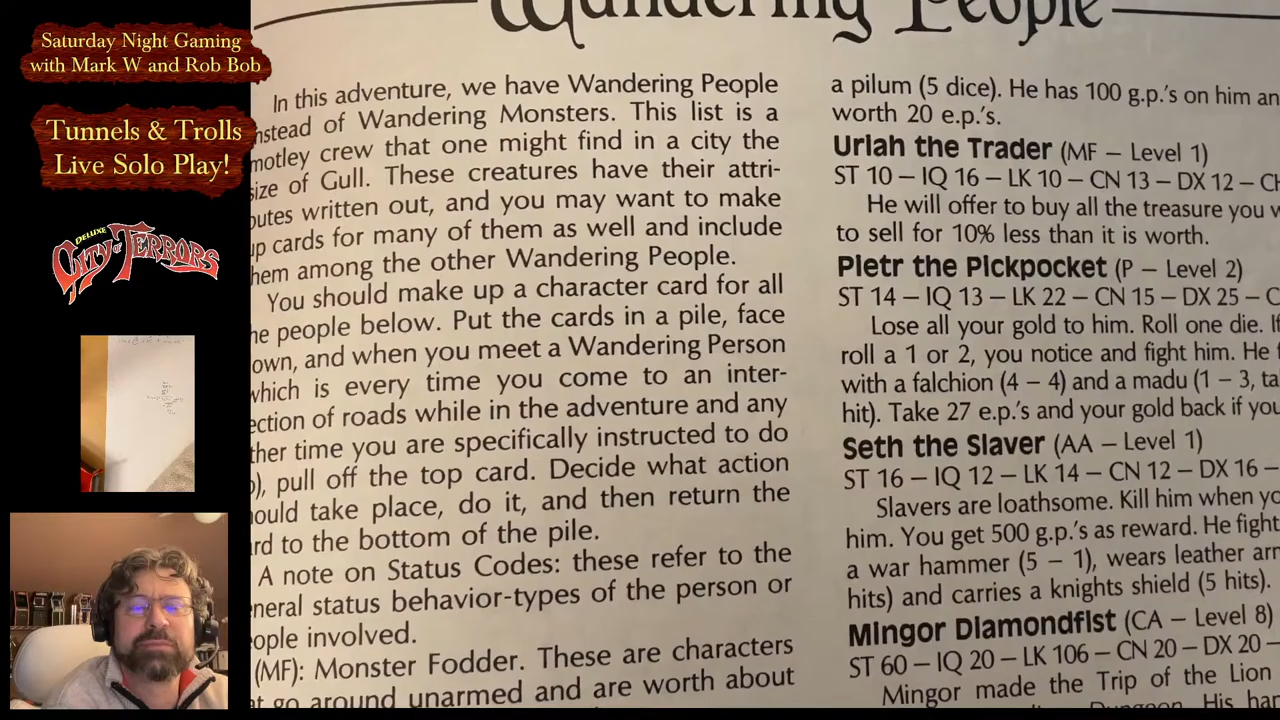 Saturday Night Gaming
with Mark W and Rob Bob
Tunnels & Trolls
Live Solo Play!
DELUXE
CITY OF TERRORS
Wandering People
In this adventure, we have Wandering People
nstead of Wandering Monsters. This list is a
motley crew that one might find in a city the
size of Gull. These creatures have their attri-
butes written out, and you may want to make
up cards for many of them as well and include
hem among the other Wandering People.
You should make up a character card for all
he people below. Put the cards in a pile, face
own, and when you meet a Wandering Person
which is every time you come to an inter-
ection of roads while in the adventure and any
ther time you are specifically instructed to do
), pull off the top card. Decide what action
hould take place, do it, and then return the
rd to the bottom of the pile.
A note on Status Codes: these refer to the
neral status behavior-types of the person or
ople involved.
(MF): Monster Fodder. These are characters
at go around unarmed and are worth about
a pilum (5 dice). He has 100 g.p.'s on him an
worth 20 e.p.'s.
Uriah the Trader (MF – Level 1)
ST 10 – IQ 16 – LK 10 – CN 13 – DX 12 – CH
He will offer to buy all the treasure you w
to sell for 10% less than it is worth.
Pietr the Pickpocket (P – Level 2)
ST 14 – IQ 13 – LK 22 – CN 15 – DX 25 – C
Lose all your gold to him. Roll one die. If
roll a 1 or 2, you notice and fight him. He f
with a falchion (4 – 4) and a madu (1 – 3, ta
hit). Take 27 e.p.'s and your gold back if you
Seth the Slaver (AA – Level 1)
ST 16 – IQ 12 – LK 14 – CN 12 – DX 16 –
Slavers are loathsome. Kill him when yo
him. You get 500 g.p.'s as reward. He fight
a war hammer (5 – 1), wears leather arm
hits) and carries a knights shield (5 hits).
Mingor Diamondfist (CA – Level 8)
ST 60 – IQ 20 – LK 106 – CN 20 – DX 20 –
Mingor made the Trip of the Lion
Dungeon. His har